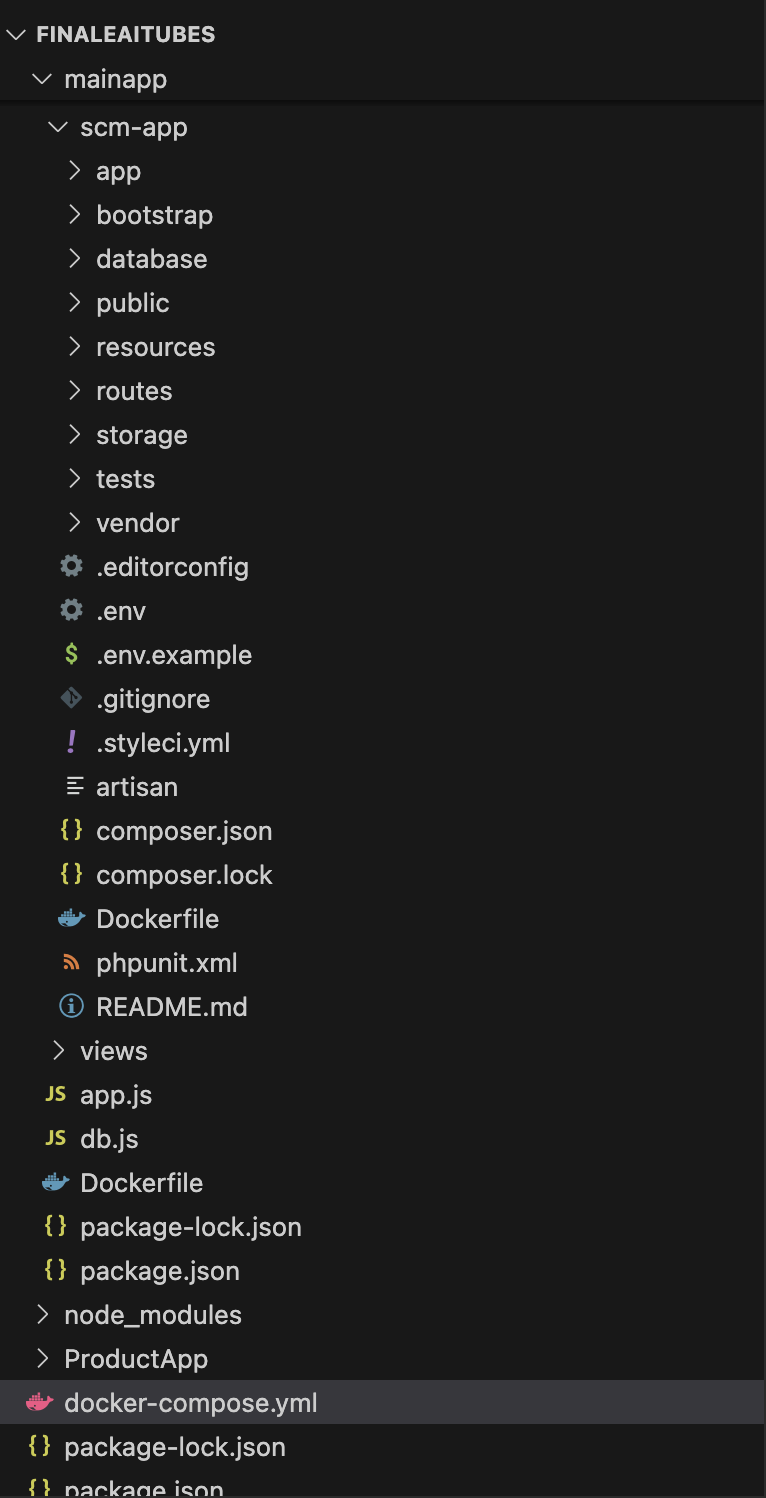 FINALEAITUBES
mainapp
scm-app
app
bootstrap
database
public
resources
routes
storage
tests
vendor
.editorconfig
.env
$ .env.example
.gitignore
! .styleci.yml
artisan
{} composer.json
{} composer.lock
Dockerfile
phpunit.xml
README.md
views
JS app.js
JS db.js
Dockerfile
{} package-lock.json
{} package.json
node_modules
ProductApp
docker-compose.yml
{} package-lock.json
{} package.json